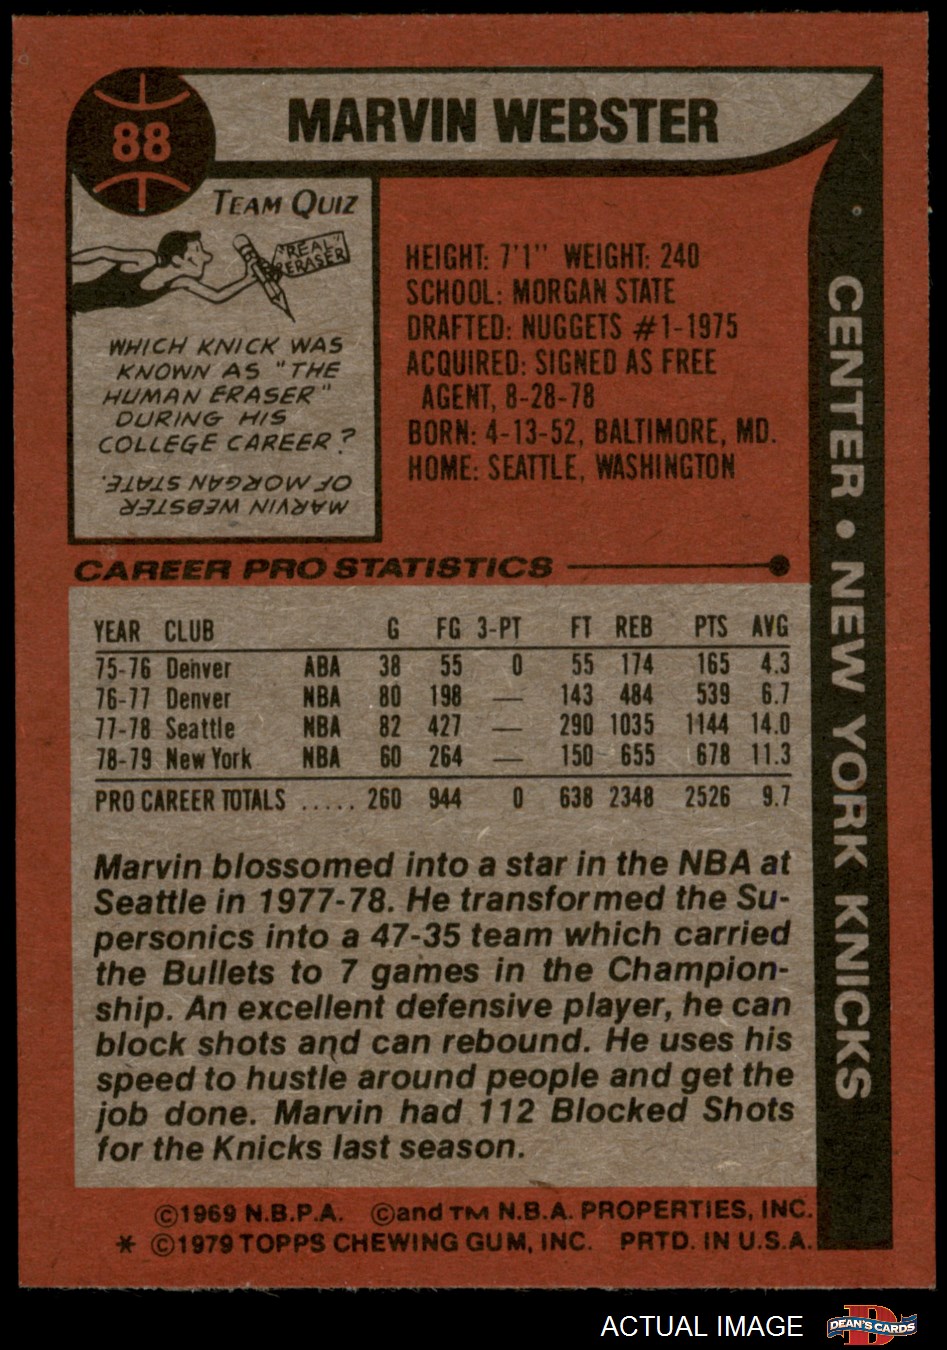 88
MARVIN WEBSTER
TEAM QUIZ
"REAL"
ERASER
WHICH KNICK WAS
KNOWN AS "THE
HUMAN ERASER"
DURING HIS
COLLEGE CAREER?
MARVIN WEBSTER
OF MORGAN STATE.
HEIGHT: 7'1" WEIGHT: 240
SCHOOL: MORGAN STATE
DRAFTED: NUGGETS #1-1975
ACQUIRED: SIGNED AS FREE
AGENT, 8-28-78
BORN: 4-13-52, BALTIMORE, MD.
HOME: SEATTLE, WASHINGTON
CENTER • NEW YORK KNICKS
CAREER PRO STATISTICS
YEAR CLUB G FG 3-PT FT REB PTS AVG
75-76 Denver ABA 38 55 0 55 174 165 4.3
76-77 Denver NBA 80 198 — 143 484 539 6.7
77-78 Seattle NBA 82 427 — 290 1035 1144 14.0
78-79 New York NBA 60 264 — 150 655 678 11.3
PRO CAREER TOTALS ..... 260 944 0 638 2348 2526 9.7
Marvin blossomed into a star in the NBA at
Seattle in 1977-78. He transformed the Su-
personics into a 47-35 team which carried
the Bullets to 7 games in the Champion-
ship. An excellent defensive player, he can
block shots and can rebound. He uses his
speed to hustle around people and get the
job done. Marvin had 112 Blocked Shots
for the Knicks last season.
©1969 N.B.P.A. ©and TM N.B.A. PROPERTIES, INC.
* ©1979 TOPPS CHEWING GUM, INC. PRTD. IN U.S.A.
ACTUAL IMAGE
D
DEAN'S CARDS